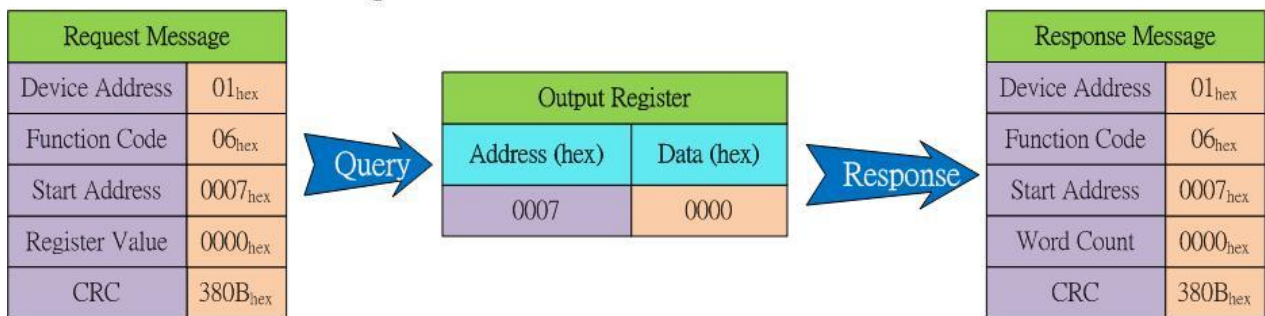 Request Message
Device Address 01hex
Function Code 06hex
Start Address 0007hex
Register Value 0000hex
CRC 380Bhex
Query
Output Register
Address (hex) Data (hex)
0007 0000
Response
Response Message
Device Address 01hex
Function Code 06hex
Start Address 0007hex
Word Count 0000hex
CRC 380Bhex